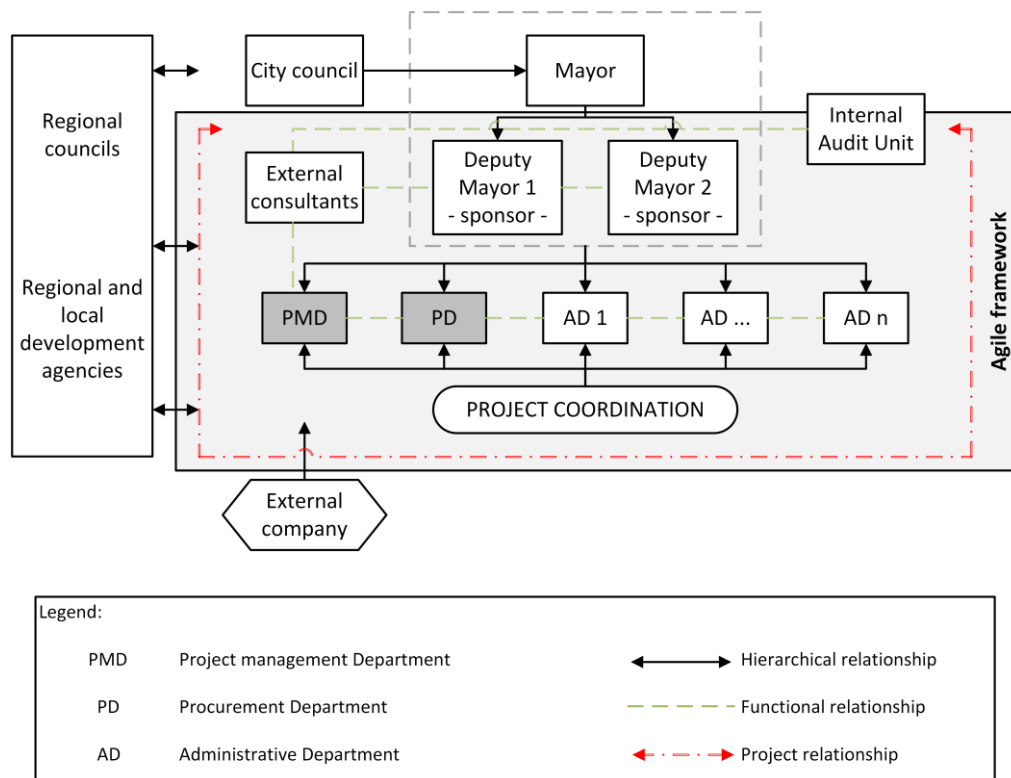 City council
Mayor
Regional
councils
Internal
Audit Unit
External
consultants
Deputy
Mayor 1
- sponsor -
Deputy
Mayor 2
- sponsor -
Regional and
local
development
agencies
PMD
PD
AD 1
AD ...
AD n
Agile framework
PROJECT COORDINATION
External
company
Legend:
PMD Project management Department
Hierarchical relationship
PD Procurement Department
Functional relationship
AD Administrative Department
Project relationship